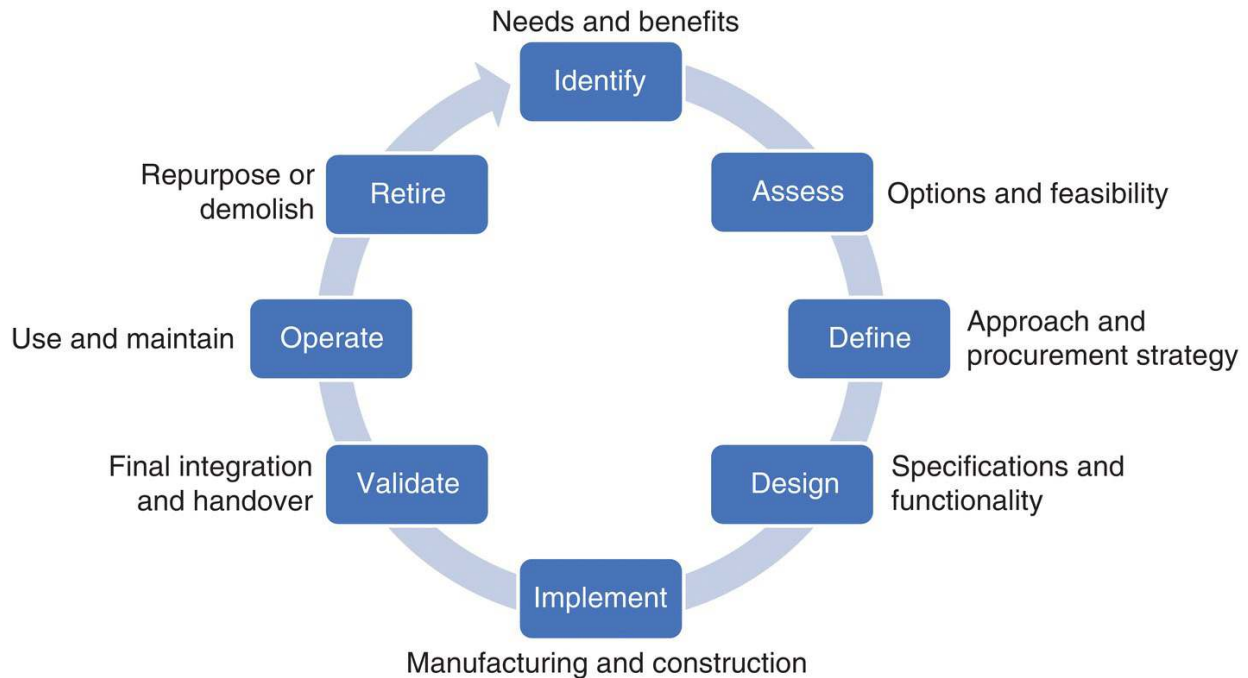 Needs and benefits
Identify
Assess
Options and feasibility
Define
Approach and
procurement strategy
Design
Specifications and
functionality
Implement
Manufacturing and construction
Validate
Final integration
and handover
Operate
Use and maintain
Retire
Repurpose or
demolish